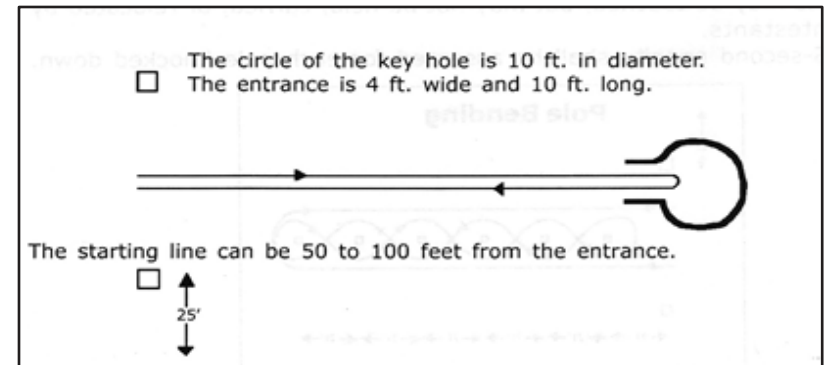 The circle of the key hole is 10 ft. in diameter.
The entrance is 4 ft. wide and 10 ft. long.
The starting line can be 50 to 100 feet from the entrance.
25'